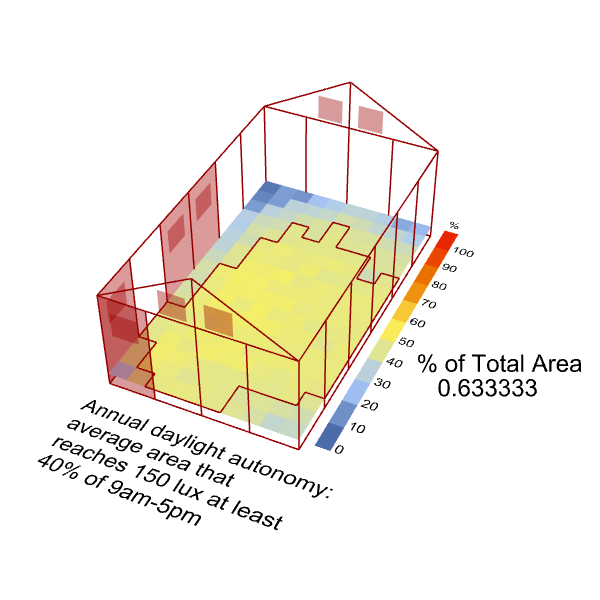 %
100
90
80
70
60
50
40
30
20
10
0
% of Total Area
0.633333
Annual daylight autonomy:
average area that
reaches 150 lux at least
40% of 9am-5pm